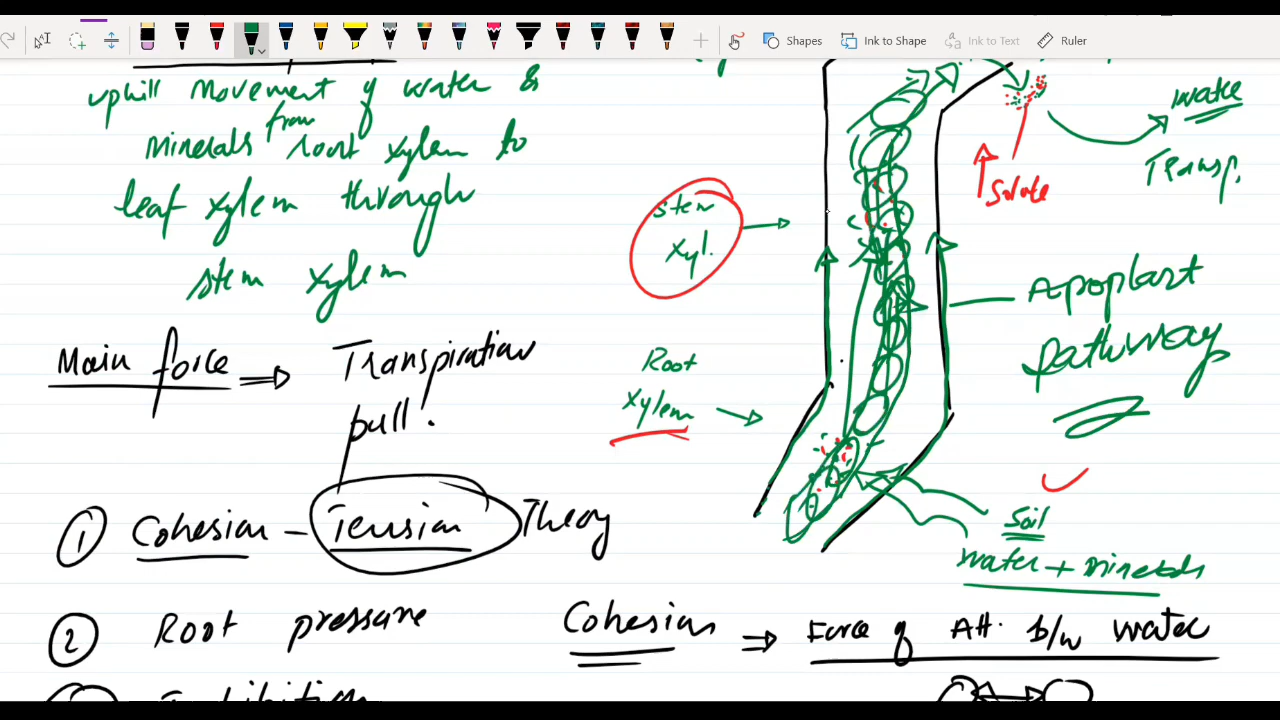 Shapes
Ink to Shape
Ink to Text
Ruler
uphill movement of water &
minerals from root xylem to
leaf xylem through
stem xylem
Main force ⇒ Transpiration
pull.
① Cohesion - Tension Theory
② Root pressure
Cohesion ⇒ Force of Att. b/w water
stem
xyl.
Root
xylem
water
Transp.
Solute
Apoplast
pathway
Soil
water + minerals